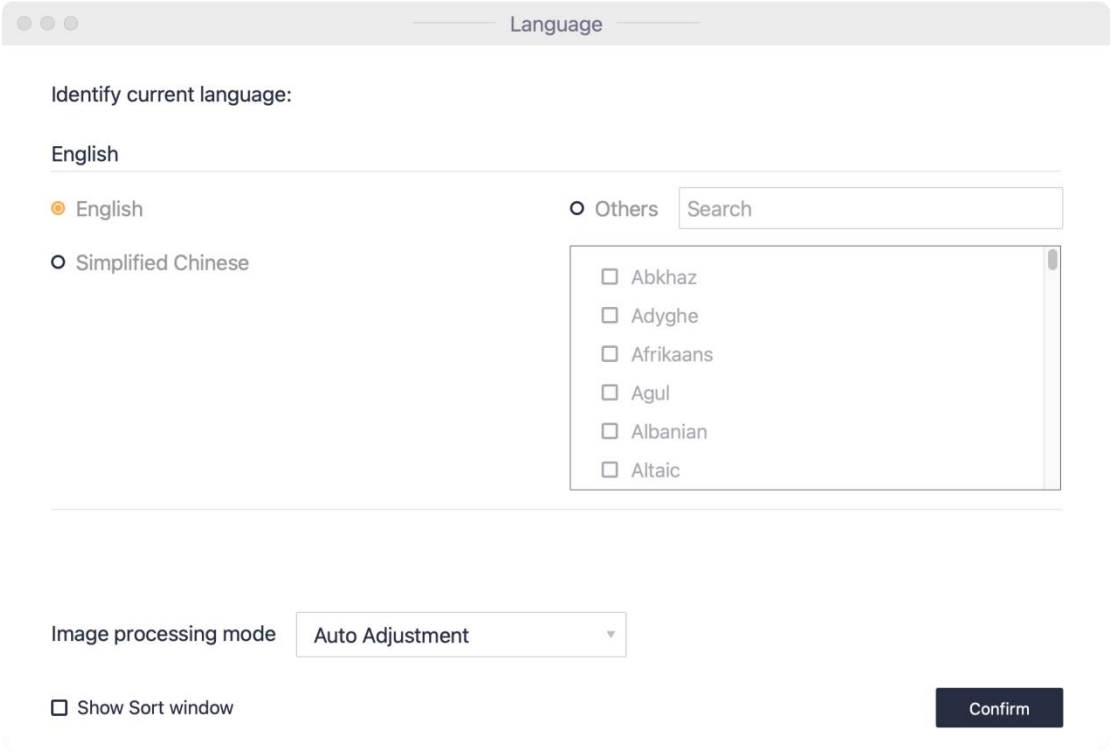 Language
Identify current language:
English
English
Others
Search
Simplified Chinese
Abkhaz
Adyghe
Afrikaans
Agul
Albanian
Altaic
Image processing mode
Auto Adjustment
Show Sort window
Confirm